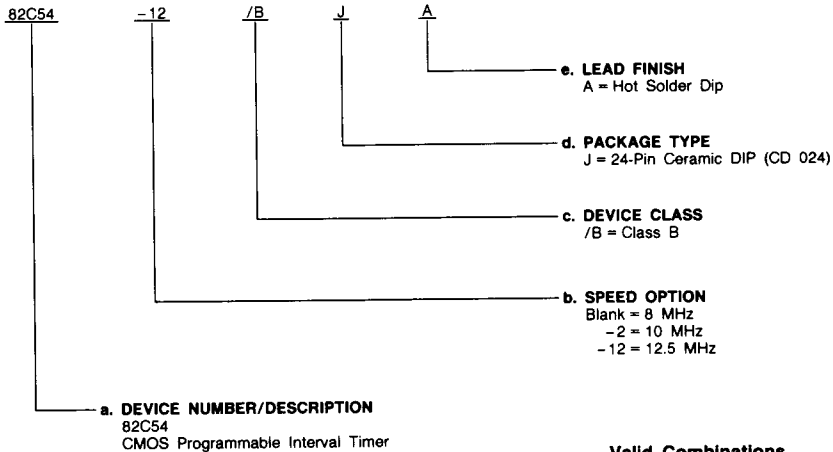 82C54 -12 /B J A
e. LEAD FINISH
A = Hot Solder Dip
d. PACKAGE TYPE
J = 24-Pin Ceramic DIP (CD 024)
c. DEVICE CLASS
/B = Class B
b. SPEED OPTION
Blank = 8 MHz
-2 = 10 MHz
-12 = 12.5 MHz
a. DEVICE NUMBER/DESCRIPTION
82C54
CMOS Programmable Interval Timer
Valid Combinations